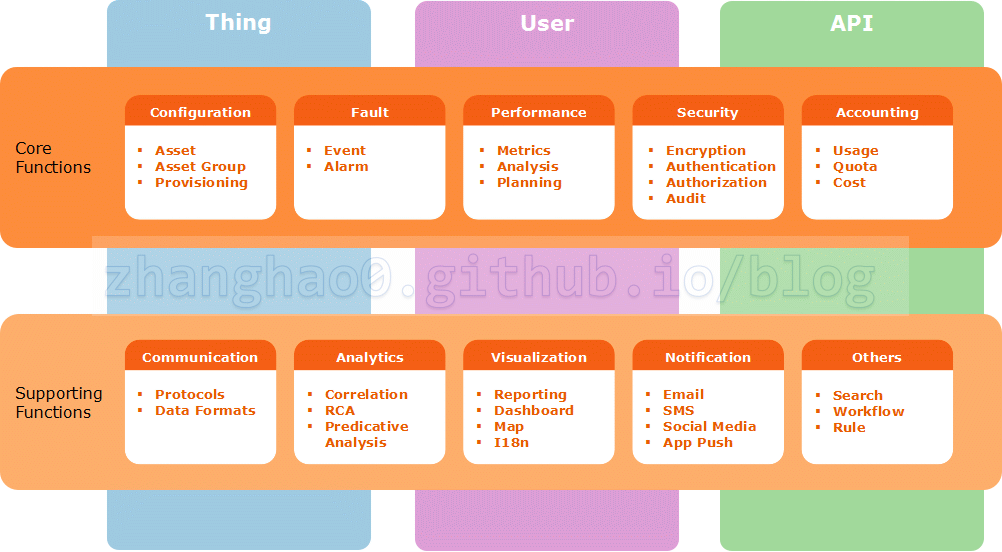 Thing
User
API
Core
Functions
Configuration
▪ Asset
▪ Asset Group
▪ Provisioning
Fault
▪ Event
▪ Alarm
Performance
▪ Metrics
▪ Analysis
▪ Planning
Security
▪ Encryption
▪ Authentication
▪ Authorization
▪ Audit
Accounting
▪ Usage
▪ Quota
▪ Cost
zhanghao0.github.io/blog
Supporting
Functions
Communication
▪ Protocols
▪ Data Formats
Analytics
▪ Correlation
▪ RCA
▪ Predicative
Analysis
Visualization
▪ Reporting
▪ Dashboard
▪ Map
▪ I18n
Notification
▪ Email
▪ SMS
▪ Social Media
▪ App Push
Others
▪ Search
▪ Workflow
▪ Rule